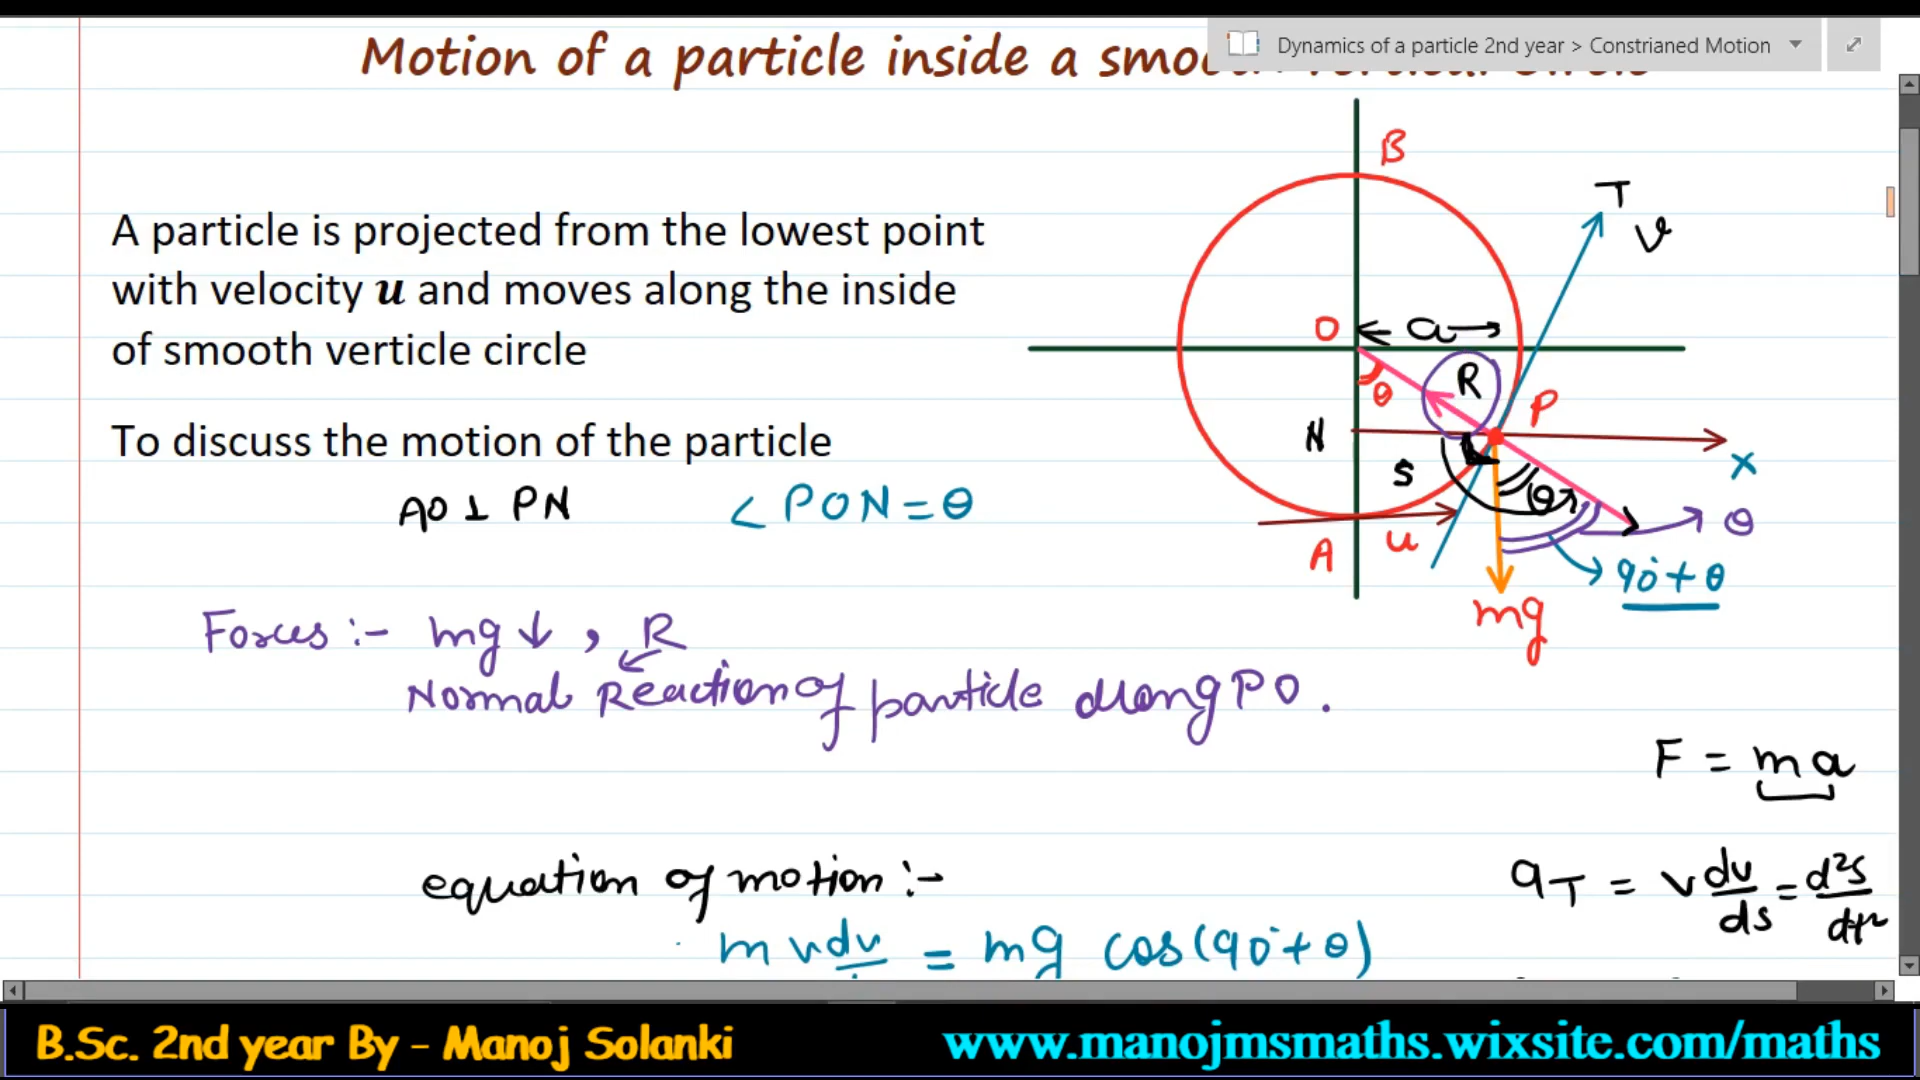 Dynamics of a particle 2nd year > Constrianed Motion
Motion of a particle inside a
A particle is projected from the lowest point
with velocity u and moves along the inside
of smooth verticle circle
To discuss the motion of the particle
AO ⊥ PN
< PON = θ
Forces :- mg ↓ , R
Normal Reaction of particle along PO .
B
T
v
O
a
R
θ
P
N
S
x
θ
θ
A
u
90° + θ
mg
F = ma
equation of motion :-
a_T = v dv/ds = d²s/dt²
m v dv = mg cos(90° + θ)
B.Sc. 2nd year By - Manoj Solanki
www.manojmsmaths.wixsite.com/maths